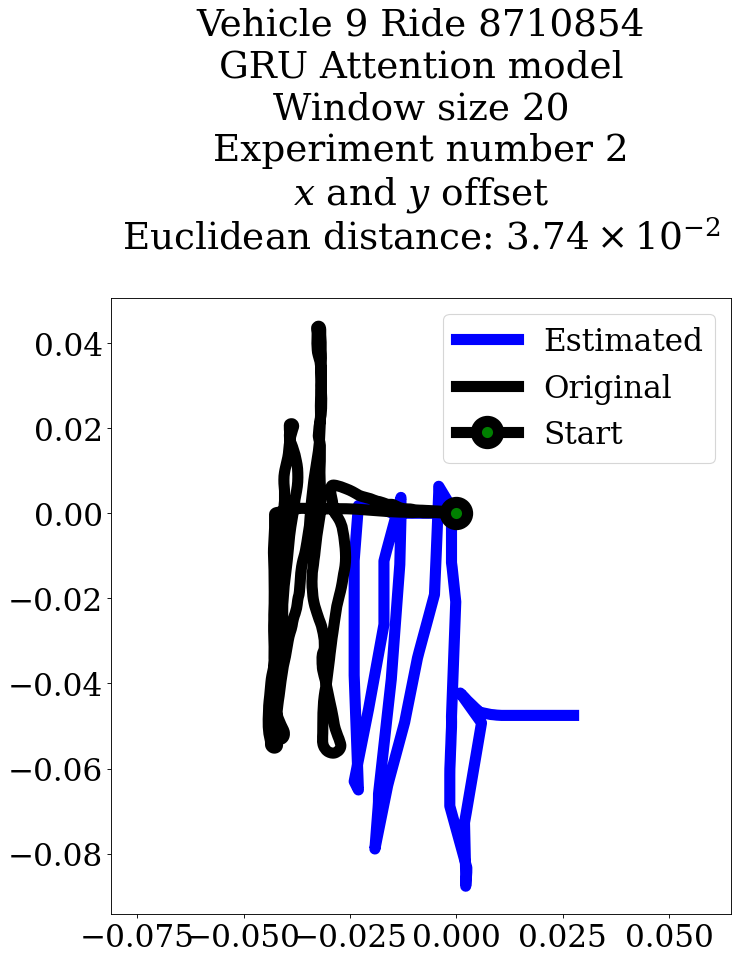 Vehicle 9 Ride 8710854
GRU Attention model
Window size 20
Experiment number 2
x and y offset
Euclidean distance: 3.74 × 10⁻²
Estimated
Original
Start
0.04
0.02
0.00
−0.02
−0.04
−0.06
−0.08
−0.075 −0.050 −0.025 0.000 0.025 0.050